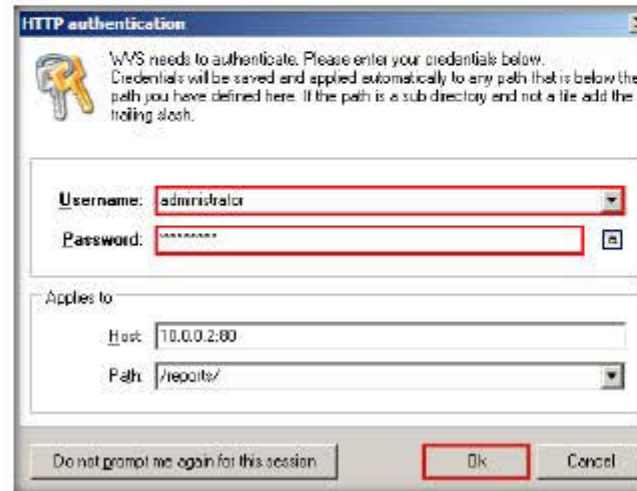 HTTP authentication
WVS needs to authenticate. Please enter your credentials below.
Credentials will be saved and applied automatically to any path that is below the
path you have defined here. If the path is a sub directory and not a file add the
trailing slash.
Username: administrator
Password: *********
Applies to
Host: 10.0.0.2:80
Path: /reports/
Do not prompt me again for this session
Ok
Cancel